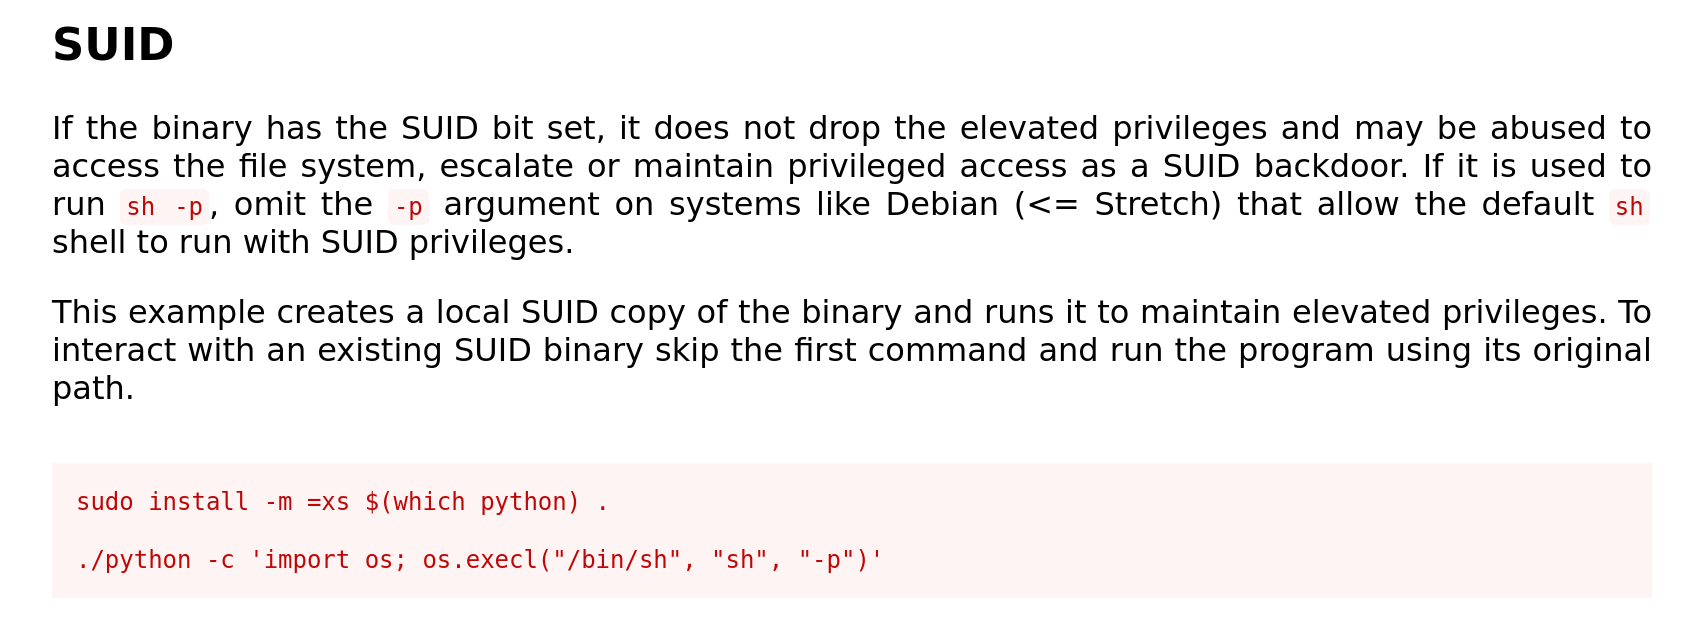 SUID
If the binary has the SUID bit set, it does not drop the elevated privileges and may be abused to
access the file system, escalate or maintain privileged access as a SUID backdoor. If it is used to
run sh -p, omit the -p argument on systems like Debian (<= Stretch) that allow the default sh
shell to run with SUID privileges.
This example creates a local SUID copy of the binary and runs it to maintain elevated privileges. To
interact with an existing SUID binary skip the first command and run the program using its original
path.
sudo install -m =xs $(which python) .
./python -c 'import os; os.execl("/bin/sh", "sh", "-p")'